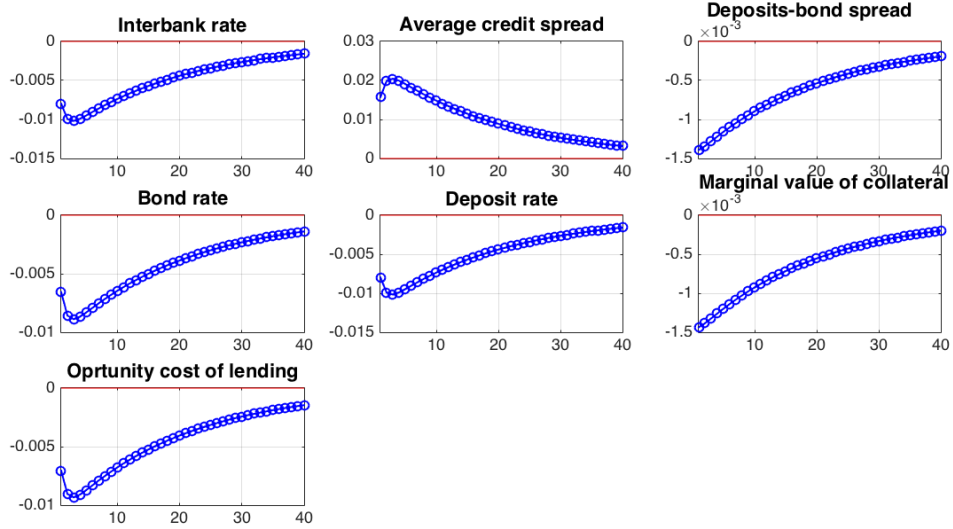 Interbank rate
0
-0.005
-0.01
-0.015
10 20 30 40
Average credit spread
0.03
0.02
0.01
0
10 20 30 40
Deposits-bond spread
×10⁻³
0
-0.5
-1
-1.5
10 20 30 40
Bond rate
0
-0.005
-0.01
10 20 30 40
Deposit rate
0
-0.005
-0.01
-0.015
10 20 30 40
Marginal value of collateral
×10⁻³
0
-0.5
-1
-1.5
10 20 30 40
Oprtunity cost of lending
0
-0.005
-0.01
10 20 30 40